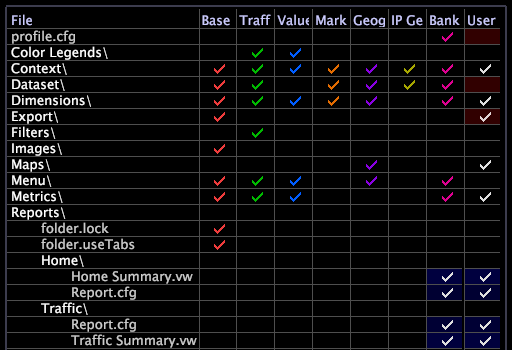 File Base Traff Value Mark Geog IP Ge Bank User
profile.cfg
Color Legends\
Context\
Dataset\
Dimensions\
Export\
Filters\
Images\
Maps\
Menu\
Metrics\
Reports\
folder.lock
folder.useTabs
Home\
Home Summary.vw
Report.cfg
Traffic\
Report.cfg
Traffic Summary.vw